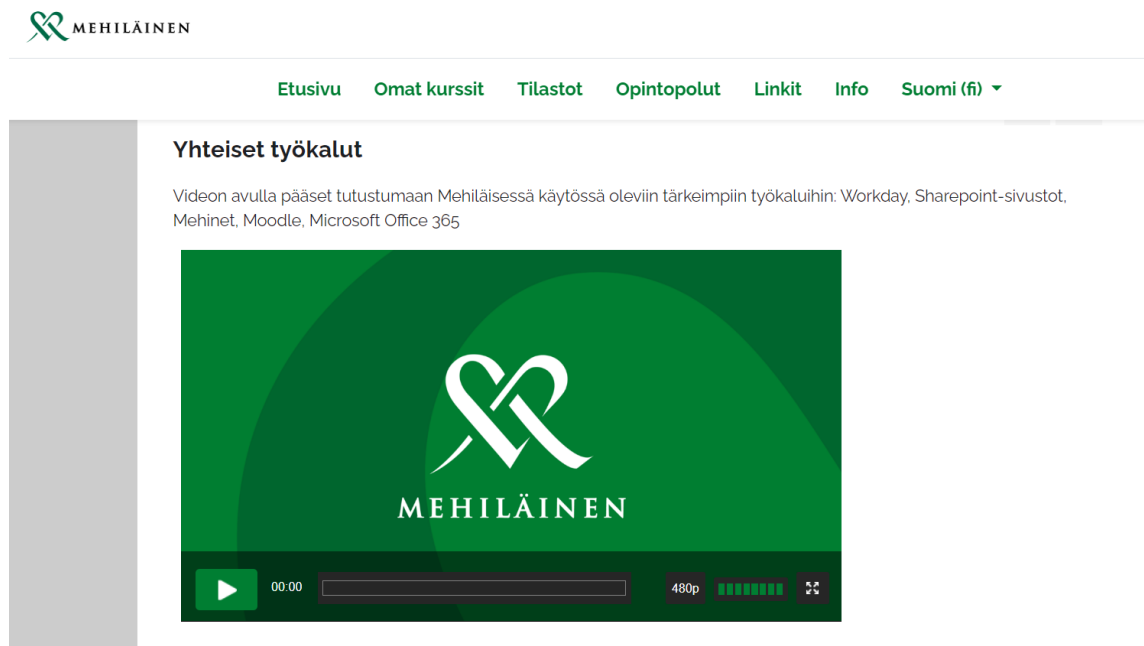 MEHILÄINEN
Etusivu Omat kurssit Tilastot Opintopolut Linkit Info Suomi (fi)
Yhteiset työkalut
Videon avulla pääset tutustumaan Mehiläisessä käytössä oleviin tärkeimpiin työkaluihin: Workday, Sharepoint-sivustot,
Mehinet, Moodle, Microsoft Office 365
MEHILÄINEN
00:00 480p